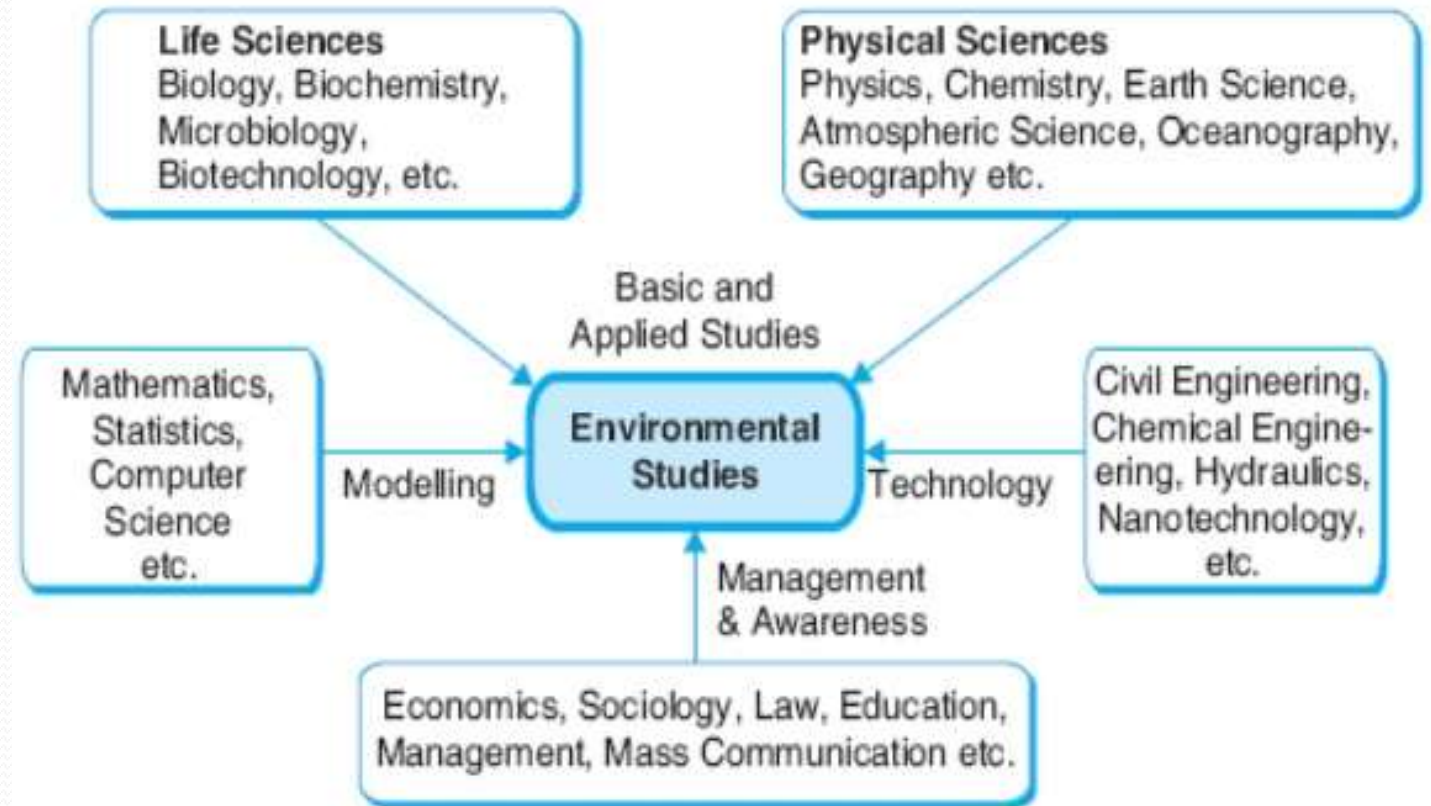 Life Sciences
Biology, Biochemistry,
Microbiology,
Biotechnology, etc.
Physical Sciences
Physics, Chemistry, Earth Science,
Atmospheric Science, Oceanography,
Geography etc.
Basic and
Applied Studies
Mathematics,
Statistics,
Computer
Science
etc.
Modelling
Environmental
Studies
Technology
Civil Engineering,
Chemical Engine-
ering, Hydraulics,
Nanotechnology,
etc.
Management
& Awareness
Economics, Sociology, Law, Education,
Management, Mass Communication etc.